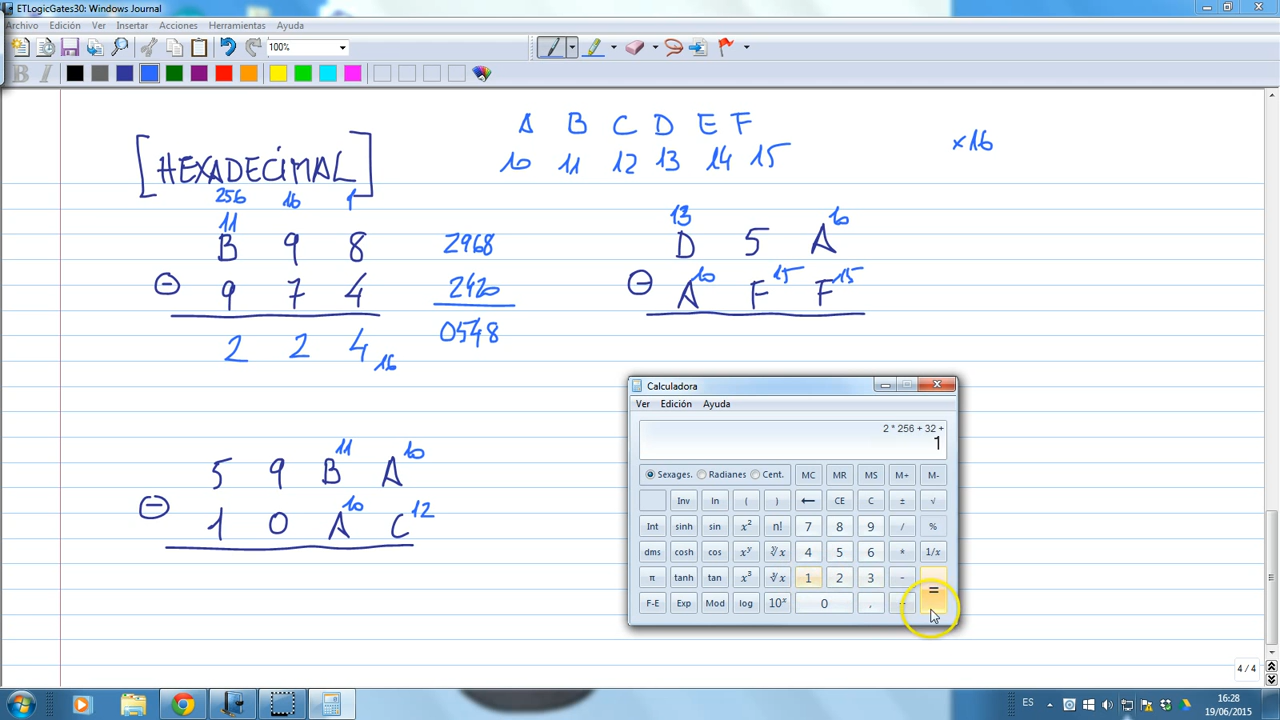 ETLogicGates30: Windows Journal
Archivo Edición Ver Insertar Acciones Herramientas Ayuda
100%
B I
A B C D E F
10 11 12 13 14 15
x16
[HEXADECIMAL]
256 16 1
11
B 9 8 2968
⊖ 9 7 4 2420
2 2 4 16 0548
13 10
D 5 A
⊖ A 10 F 15 F 15
11 10
5 9 B A
⊖ 1 0 A 10 C 12
Calculadora
Ver Edición Ayuda
2 * 256 + 32 +
1
Sexages. Radianes Cent. MC MR MS M+ M-
Inv ln ( ) ← CE C ± √
Int sinh sin x² n! 7 8 9 / %
dms cosh cos xʸ ʸ√x 4 5 6 * 1/x
π tanh tan x³ ³√x 1 2 3 - =
F-E Exp Mod log 10ˣ 0 , +
4 / 4
ES
16:28
19/06/2015